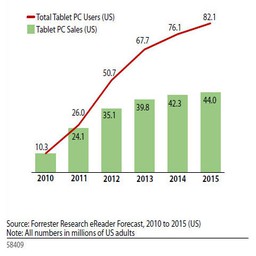 Total Tablet PC Users (US)
Tablet PC Sales (US)
82.1
76.1
67.7
50.7
26.0
10.3
24.1
35.1
39.8
42.3
44.0
2010 2011 2012 2013 2014 2015
Source: Forrester Research eReader Forecast, 2010 to 2015 (US)
Note: All numbers in millions of US adults
58409